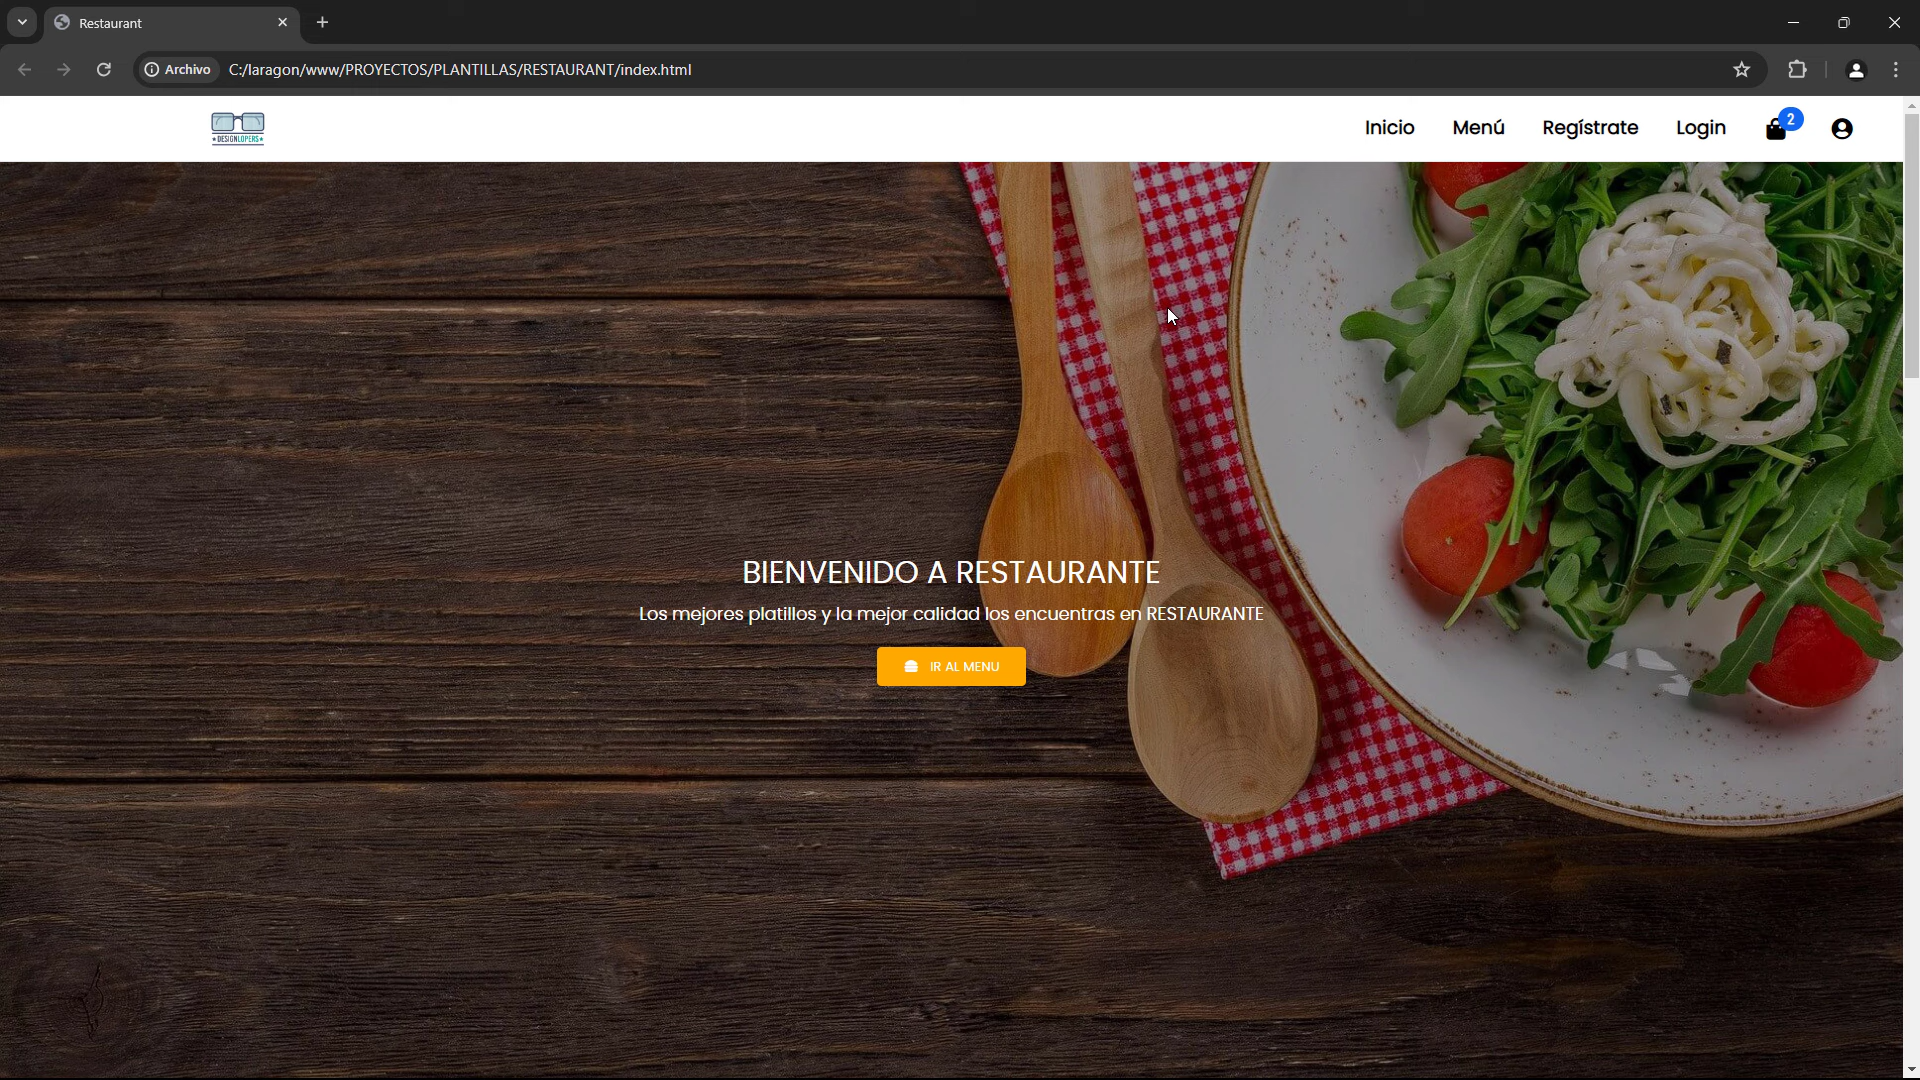 Restaurant
Archivo
C:/laragon/www/PROYECTOS/PLANTILLAS/RESTAURANT/index.html
DESIGNLOPERS
Inicio
Menú
Regístrate
Login
2
BIENVENIDO A RESTAURANTE
Los mejores platillos y la mejor calidad los encuentras en RESTAURANTE
IR AL MENU